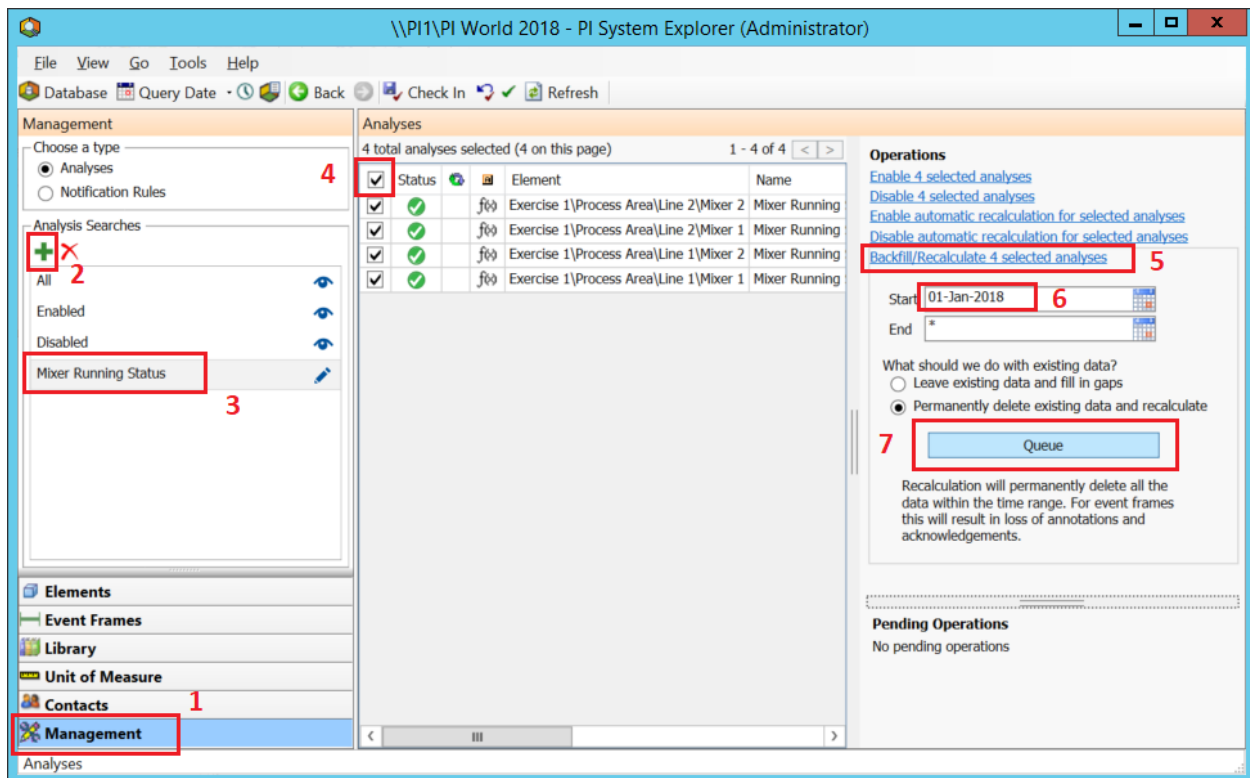 \\PI1\PI World 2018 - PI System Explorer (Administrator)
File View Go Tools Help
Database Query Date Back Check In Refresh
Management
Choose a type
Analyses
Notification Rules
Analysis Searches
2
All
Enabled
Disabled
Mixer Running Status
3
Elements
Event Frames
Library
Unit of Measure
Contacts
1
Management
Analyses
4 total analyses selected (4 on this page) 1 - 4 of 4 < >
4
Status Element Name
f(x) Exercise 1\Process Area\Line 2\Mixer 2 Mixer Running
f(x) Exercise 1\Process Area\Line 2\Mixer 1 Mixer Running
f(x) Exercise 1\Process Area\Line 1\Mixer 2 Mixer Running
f(x) Exercise 1\Process Area\Line 1\Mixer 1 Mixer Running
Operations
Enable 4 selected analyses
Disable 4 selected analyses
Enable automatic recalculation for selected analyses
Disable automatic recalculation for selected analyses
Backfill/Recalculate 4 selected analyses 5
Start 01-Jan-2018 6
End *
What should we do with existing data?
Leave existing data and fill in gaps
Permanently delete existing data and recalculate
7 Queue
Recalculation will permanently delete all the
data within the time range. For event frames
this will result in loss of annotations and
acknowledgements.
Pending Operations
No pending operations
Analyses